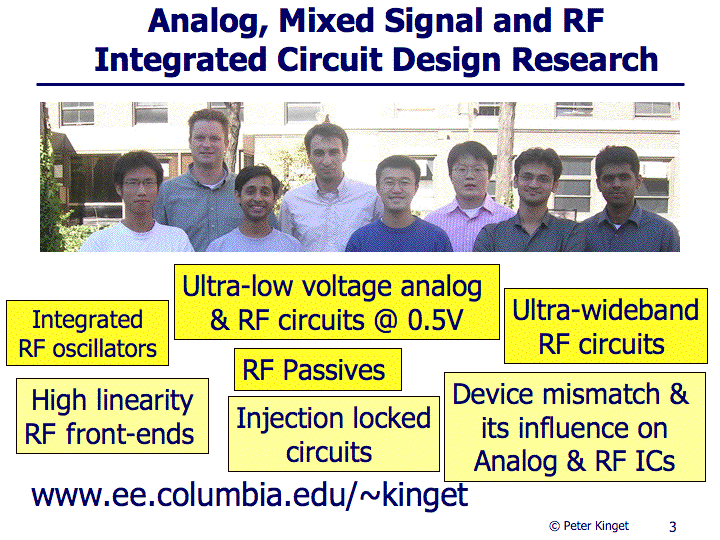 Analog, Mixed Signal and RF
Integrated Circuit Design Research
Ultra-low voltage analog
& RF circuits @ 0.5V
Integrated
RF oscillators
Ultra-wideband
RF circuits
RF Passives
High linearity
RF front-ends
Injection locked
circuits
Device mismatch &
its influence on
Analog & RF ICs
www.ee.columbia.edu/~kinget
© Peter Kinget
3